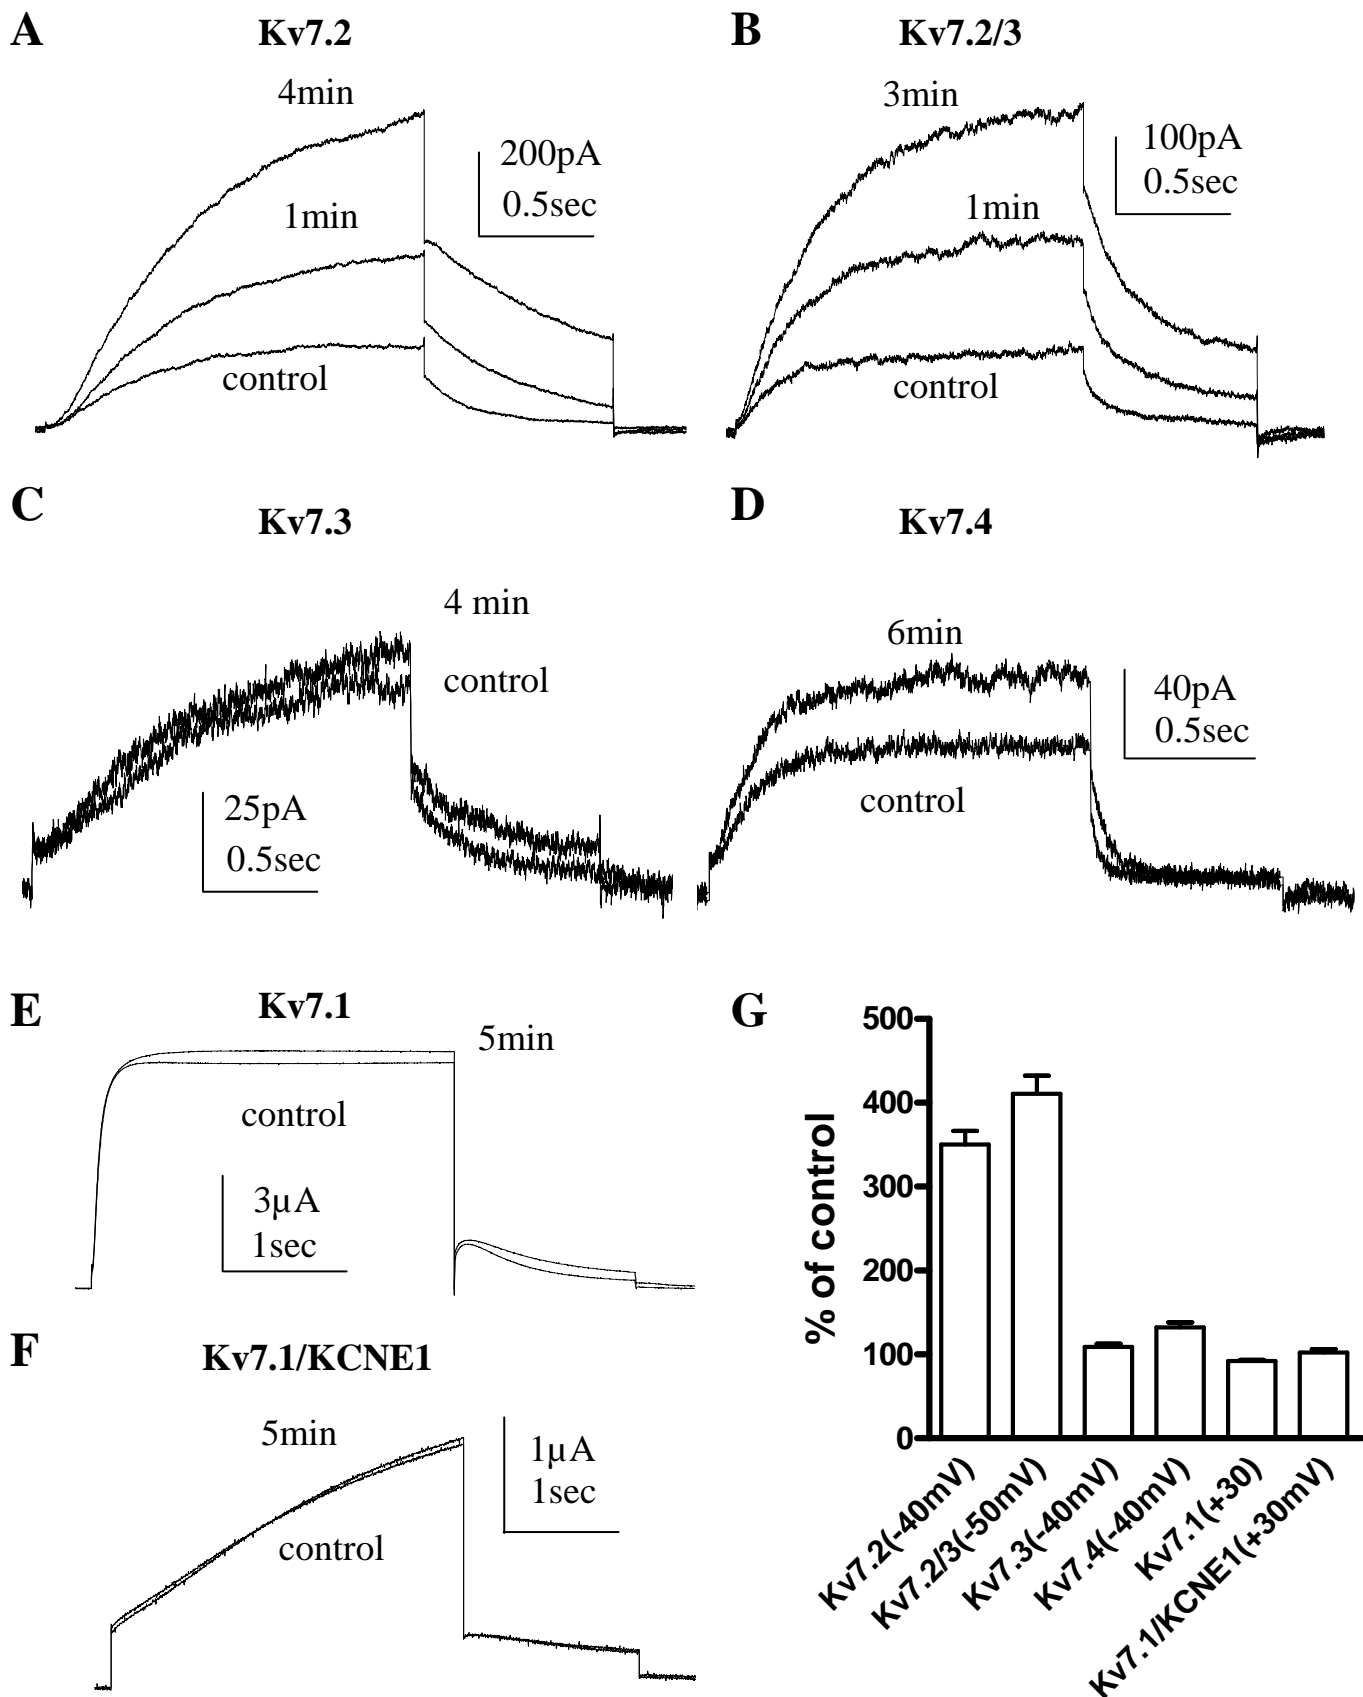 A
Kv7.2
4min
200pA
0.5sec
1min
control
B
Kv7.2/3
3min
100pA
0.5sec
1min
control
C
Kv7.3
4 min
control
25pA
0.5sec
D
Kv7.4
6min
40pA
0.5sec
control
E
Kv7.1
5min
control
3µA
1sec
F
Kv7.1/KCNE1
5min
1µA
1sec
control
G
% of control
500
400
300
200
100
0
Kv7.2(-40mV)
Kv7.2/3(-50mV)
Kv7.3(-40mV)
Kv7.4(-40mV)
Kv7.1(+30)
Kv7.1/KCNE1(+30mV)